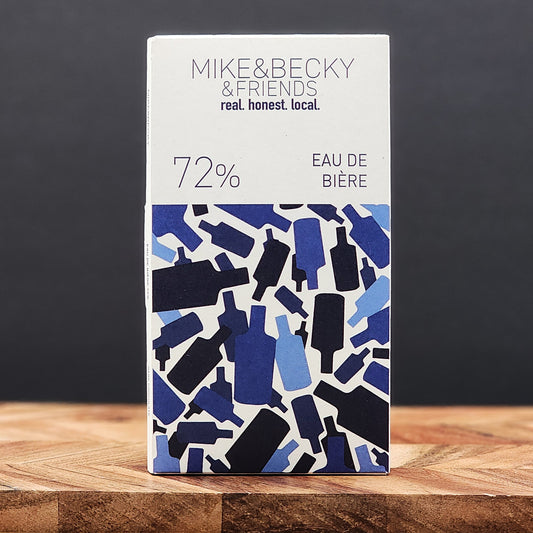 MIKE&BECKY
&FRIENDS
real. honest. local.
72%
EAU DE
BIÈRE